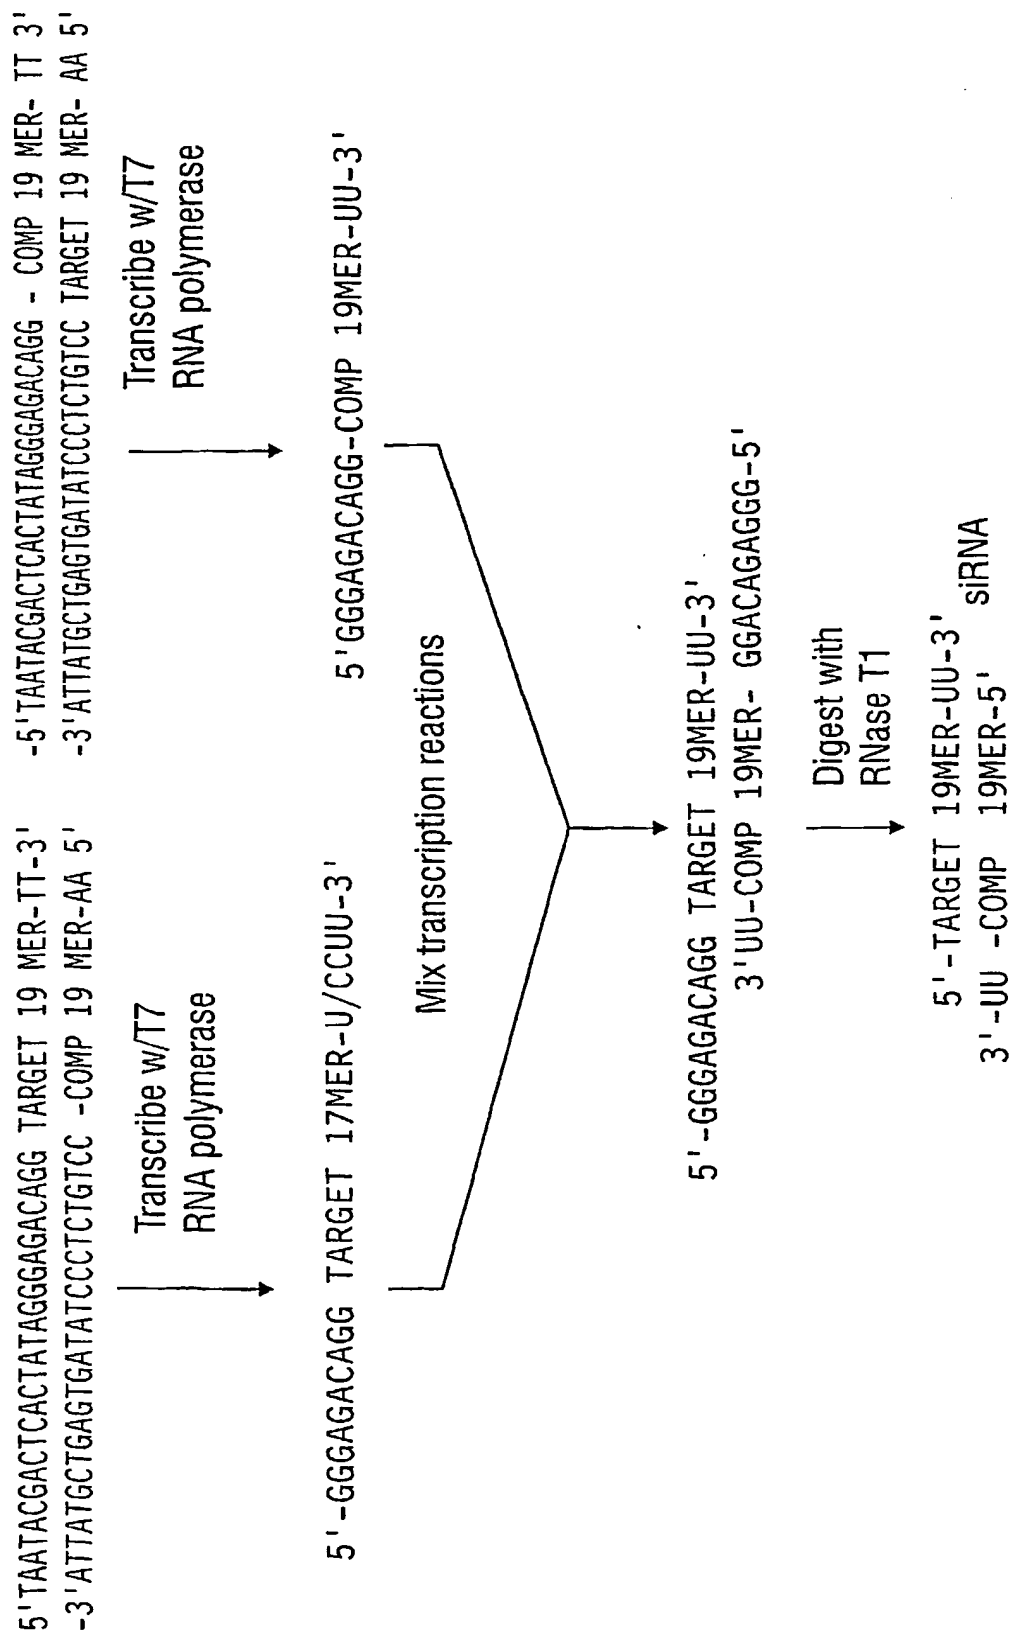 5'TAATACGACTCACTATAGGGAGACAGG TARGET 19 MER-TT-3'
-3'ATTATGCTGAGTGATATCCCTCTGTCC -COMP 19 MER-AA 5'
-5'TAATACGACTCACTATAGGGAGACAGG - COMP 19 MER- TT 3'
-3'ATTATGCTGAGTGATATCCCTCTGTCC TARGET 19 MER- AA 5'
Transcribe w/T7
RNA polymerase
Transcribe w/T7
RNA polymerase
5'-GGGAGACAGG TARGET 17MER-U/CCUU-3'
5'GGGAGACAGG-COMP 19MER-UU-3'
Mix transcription reactions
5'-GGGAGACAGG TARGET 19MER-UU-3'
3'UU-COMP 19MER- GGACAGAGGG-5'
Digest with
RNase T1
5'-TARGET 19MER-UU-3'
3'-UU -COMP 19MER-5'
siRNA